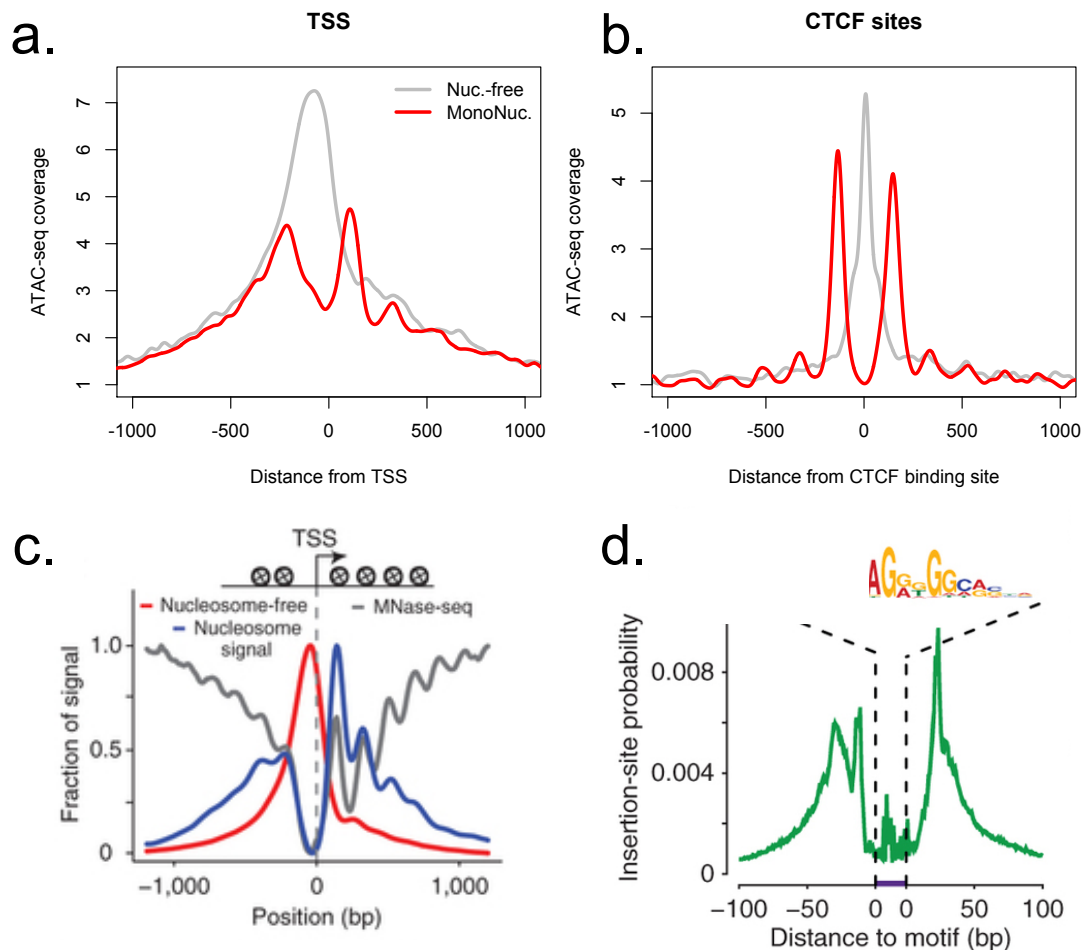 a.
TSS
ATAC-seq coverage
7
6
5
4
3
2
1
Nuc.-free
MonoNuc.
-1000 -500 0 500 1000
Distance from TSS
b.
CTCF sites
ATAC-seq coverage
5
4
3
2
1
-1000 -500 0 500 1000
Distance from CTCF binding site
c.
TSS
Nucleosome-free
MNase-seq
Nucleosome
signal
Fraction of signal
1.0
0.5
0
−1,000 0 1,000
Position (bp)
d.
Insertion-site probability
0.008
0.004
0
−100 −50 0 0 50 100
Distance to motif (bp)